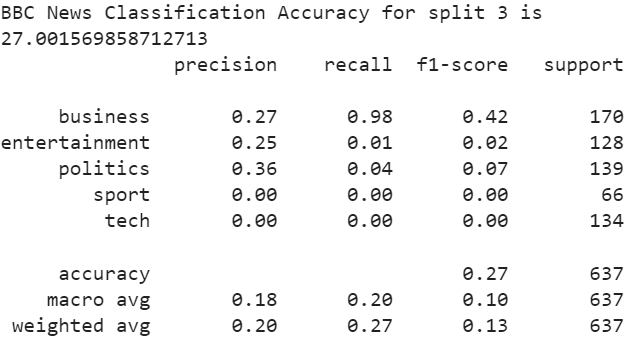 BBC News Classification Accuracy for split 3 is
27.001569858712713
precision recall f1-score support
business 0.27 0.98 0.42 170
entertainment 0.25 0.01 0.02 128
politics 0.36 0.04 0.07 139
sport 0.00 0.00 0.00 66
tech 0.00 0.00 0.00 134
accuracy 0.27 637
macro avg 0.18 0.20 0.10 637
weighted avg 0.20 0.27 0.13 637